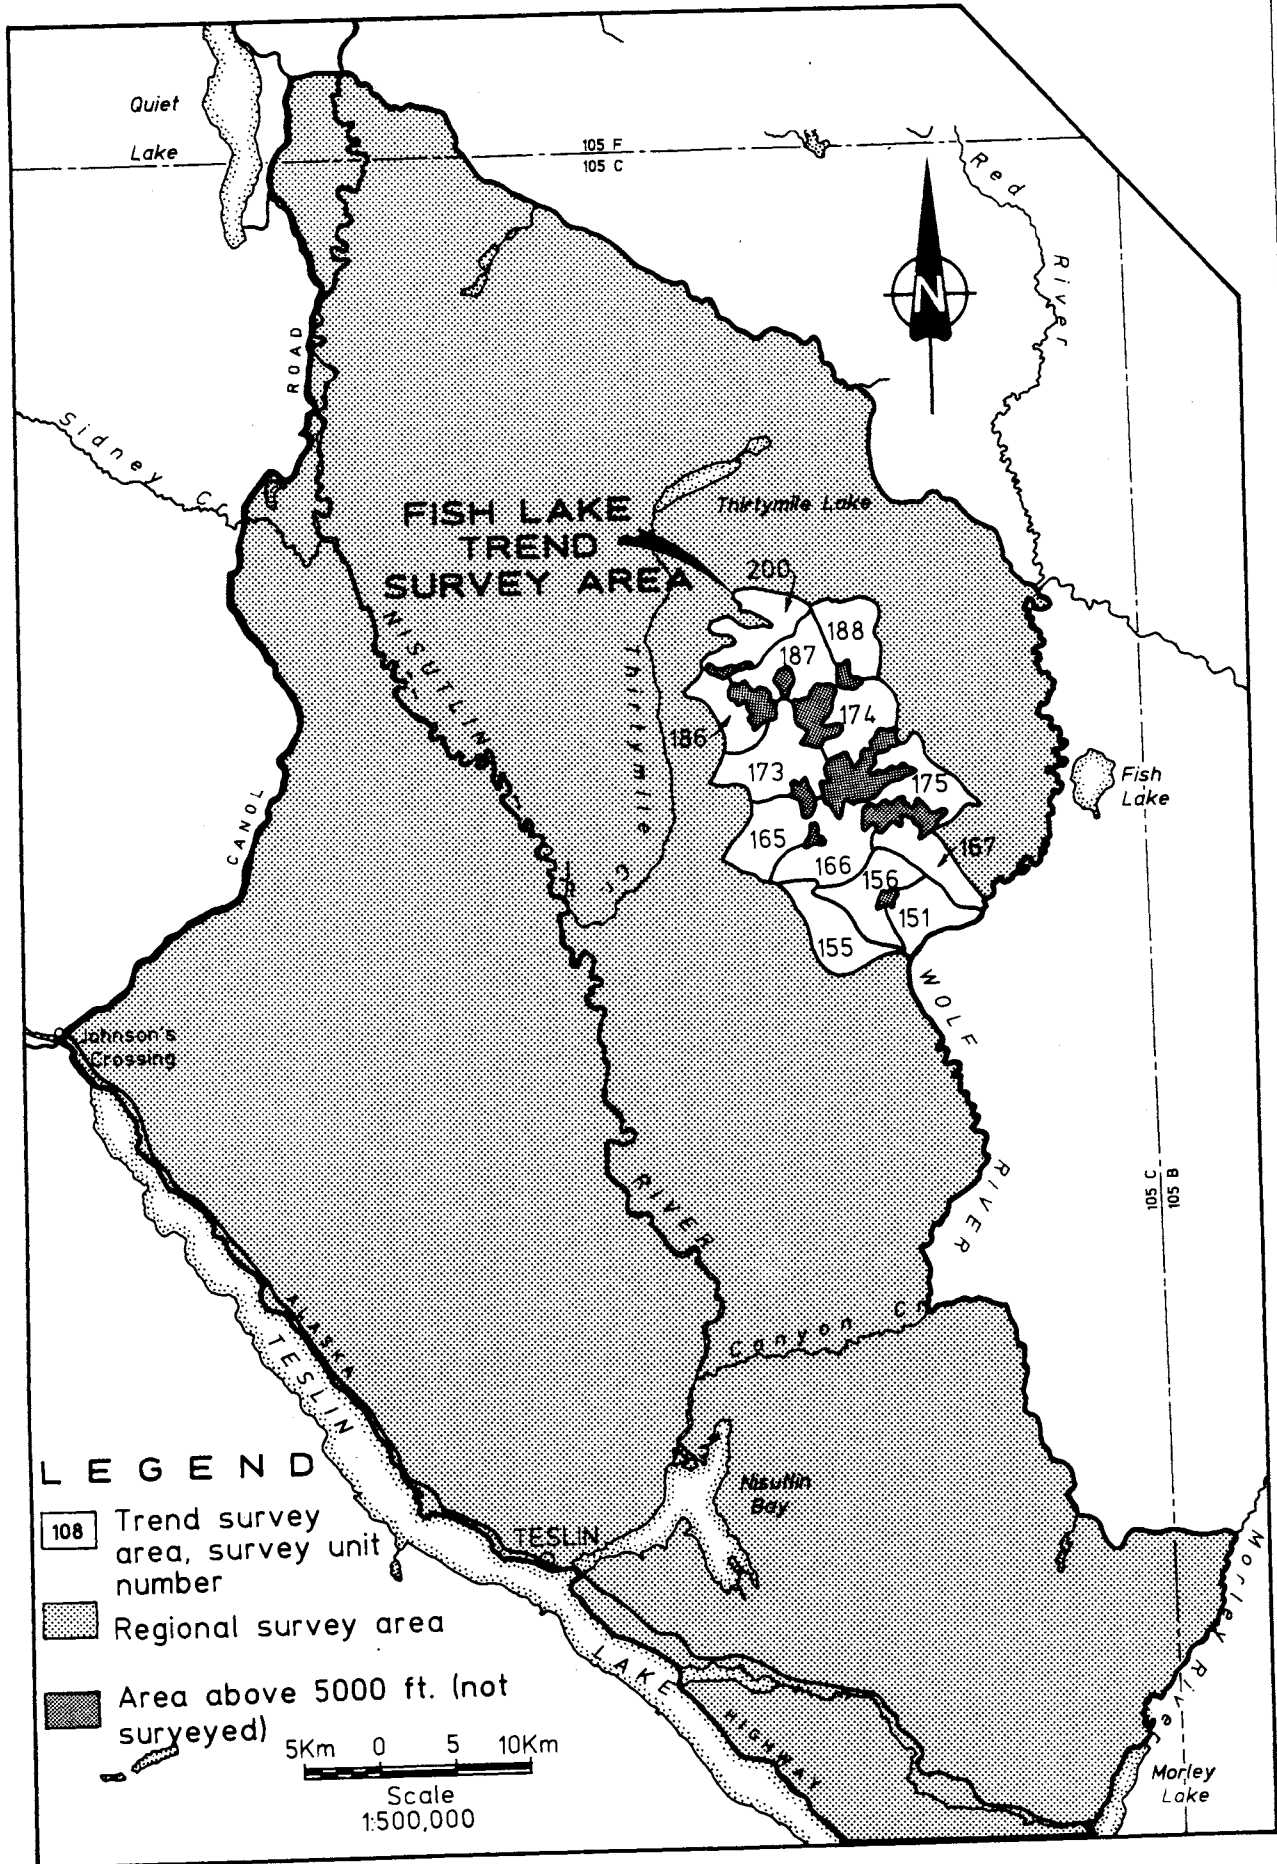 Quiet
Lake
105 F
105 C
Red
River
N
ROAD
Sidney Cr.
Thirtymile Lake
FISH LAKE
TREND
SURVEY AREA
200
188
187
174
186
173
175
165
166
167
156
151
155
NISUTLIN
Thirtymile
Cr.
Fish
Lake
CANOL
WOLF
Johnson's
Crossing
RIVER
RIVER
105 C
105 B
Canyon Cr.
ALASKA
TESLIN
Nisutlin
Bay
TESLIN
LAKE
HIGHWAY
Morley River
Morley
Lake
LEGEND
108
Trend survey
area, survey unit
number
Regional survey area
Area above 5000 ft. (not
surveyed)
5Km 0 5 10Km
Scale
1:500,000